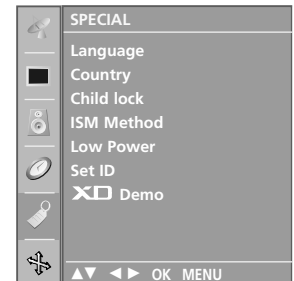 SPECIAL
Language
Country
Child lock
ISM Method
Low Power
Set ID
XD Demo
▲▼ ◄► OK MENU